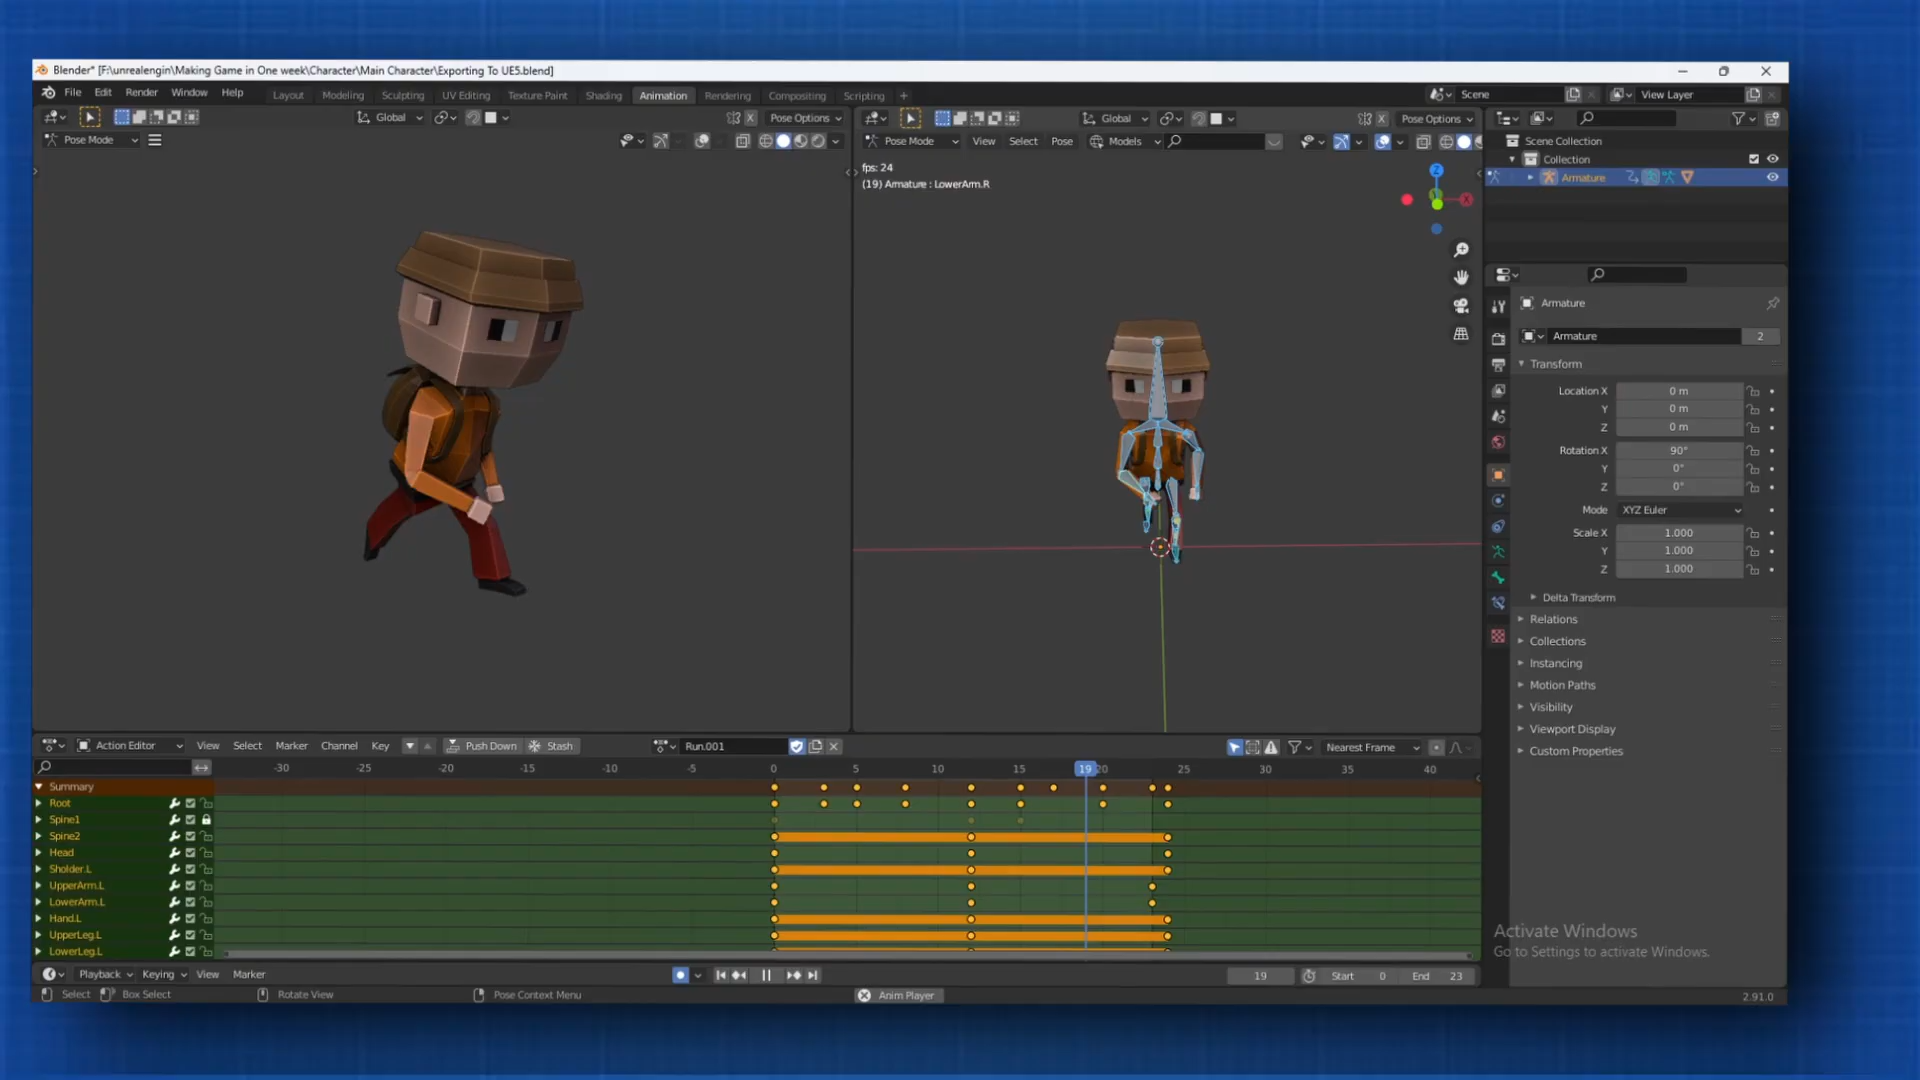 Blender* [F:\unrealengin\Making Game in One week\Character\Main Character\Exporting To UE5.blend]
File Edit Render Window Help Layout Modeling Sculpting UV Editing Texture Paint Shading Animation Rendering Compositing Scripting + Scene View Layer
Global Pose Options Global Pose Options
Pose Mode Pose Mode View Select Pose Models
fps: 24
(19) Armature : LowerArm.R
Z
X
Scene Collection
Collection
Armature
Armature
Armature 2
Transform
Location X 0 m
Y 0 m
Z 0 m
Rotation X 90°
Y 0°
Z 0°
Mode XYZ Euler
Scale X 1.000
Y 1.000
Z 1.000
Delta Transform
Relations
Collections
Instancing
Motion Paths
Visibility
Viewport Display
Custom Properties
Action Editor View Select Marker Channel Key Push Down Stash Run.001 Nearest Frame
-30 -25 -20 -15 -10 -5 0 5 10 15 19 20 25 30 35 40
Summary
Root
Spine1
Spine2
Head
Sholder.L
UpperArm.L
LowerArm.L
Hand.L
UpperLeg.L
LowerLeg.L
Activate Windows
Go to Settings to activate Windows.
Playback Keying View Marker 19 Start 0 End 23
Select Box Select Rotate View Pose Context Menu Anim Player 2.91.0